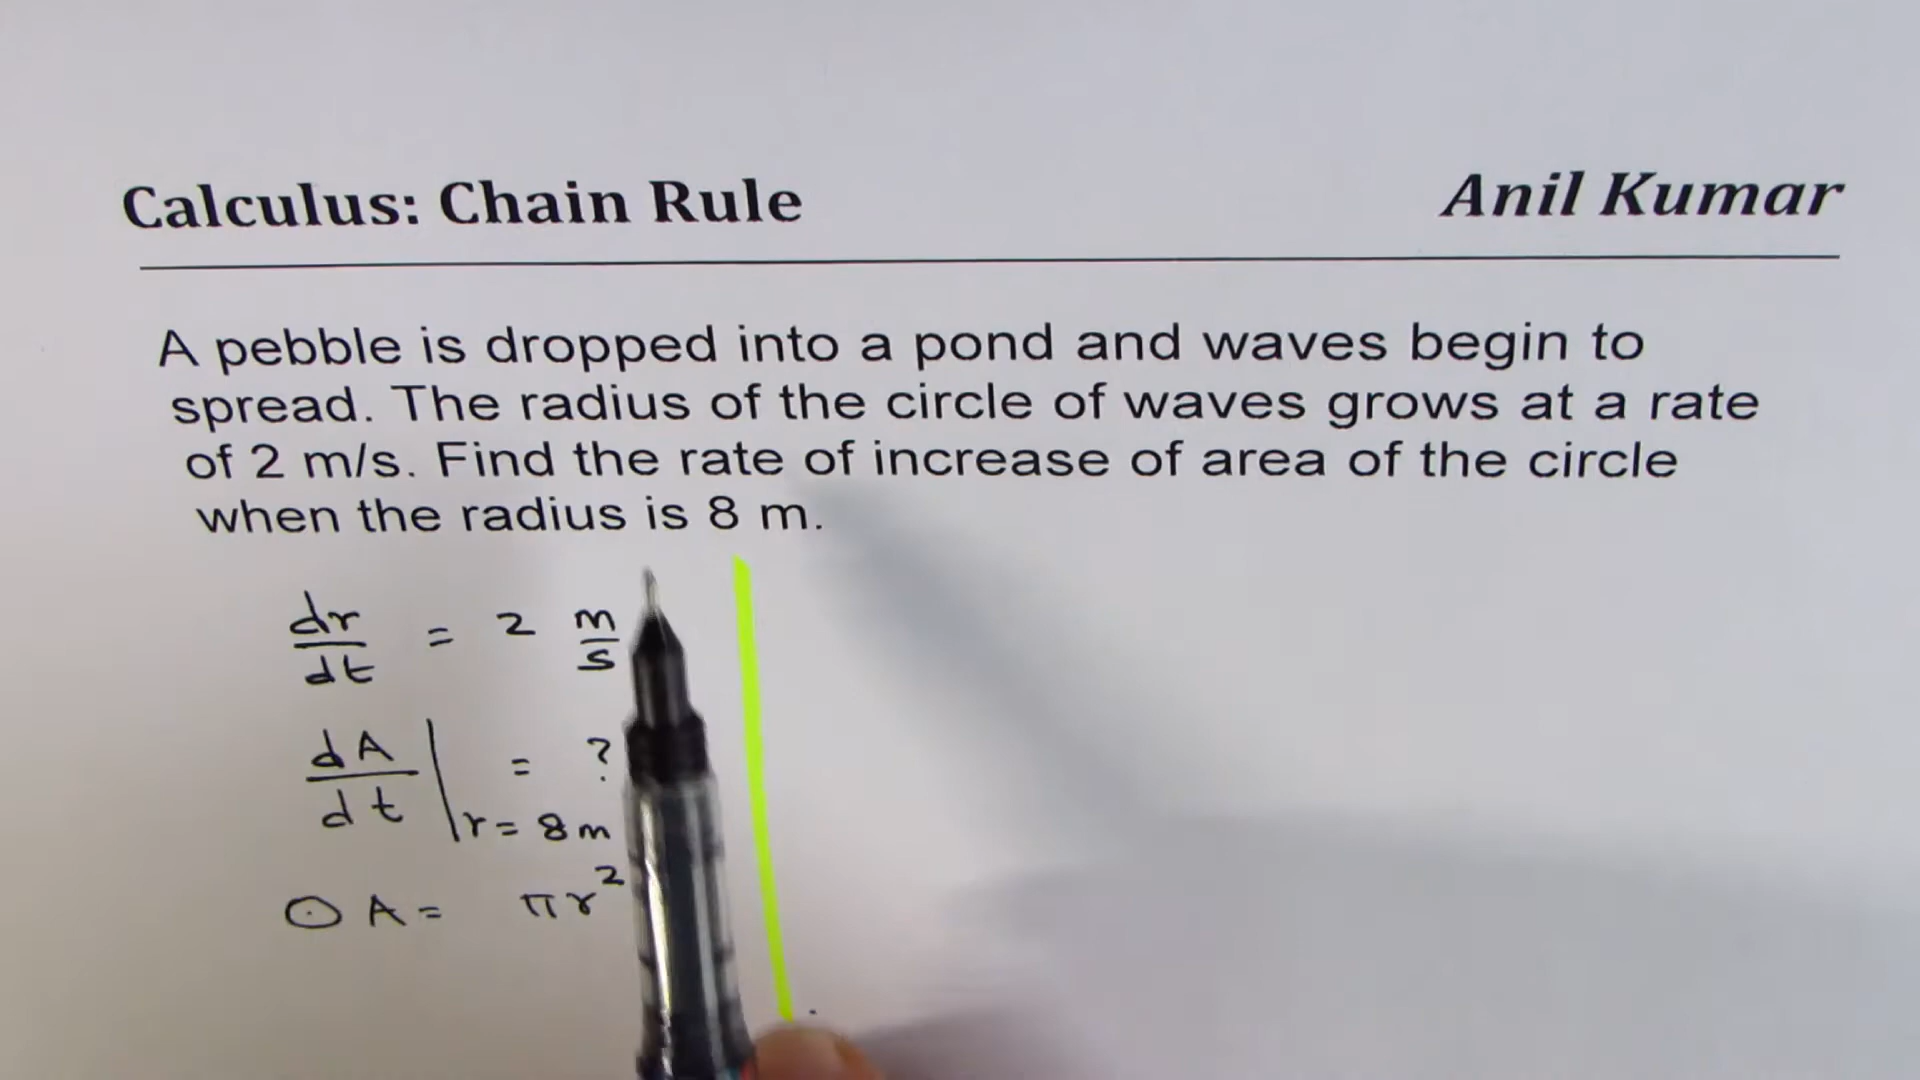 Calculus: Chain Rule
Anil Kumar
A pebble is dropped into a pond and waves begin to
spread. The radius of the circle of waves grows at a rate
of 2 m/s. Find the rate of increase of area of the circle
when the radius is 8 m.
dr/dt = 2 m/s
dA/dt | r = 8m = ?
⊙ A = πr²